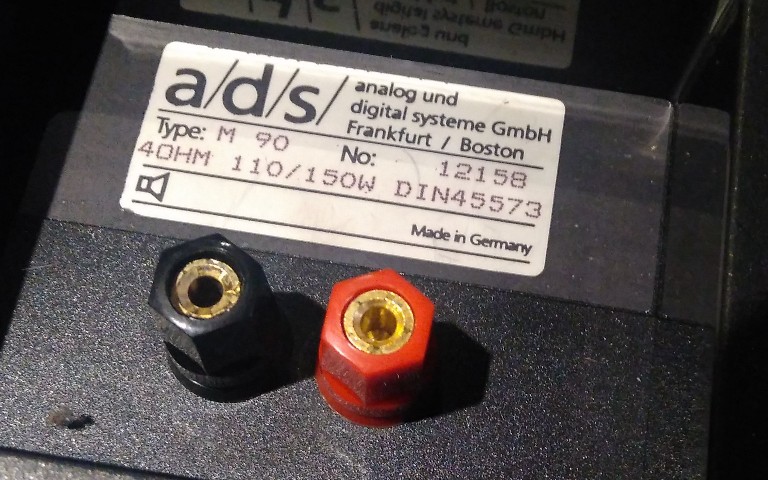 a/d/s/
analog und
digital systeme GmbH
Frankfurt / Boston
Type: M 90 No: 12158
4OHM 110/150W DIN45573
Made in Germany